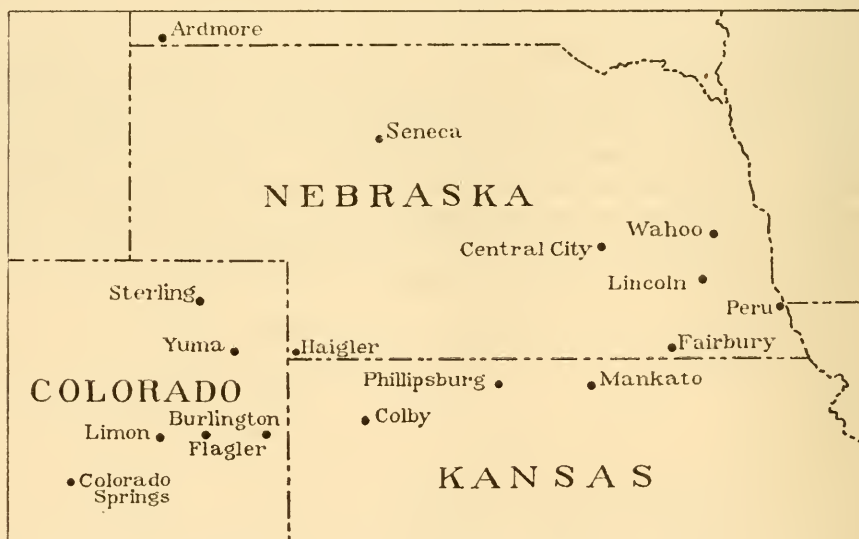 Ardmore
Seneca
NEBRASKA
Wahoo
Central City
Lincoln
Sterling
Peru
Yuma
Haigler
Fairbury
COLORADO
Phillipsburg
Mankato
Burlington
Colby
Limon
Flagler
Colorado
Springs
KANSAS